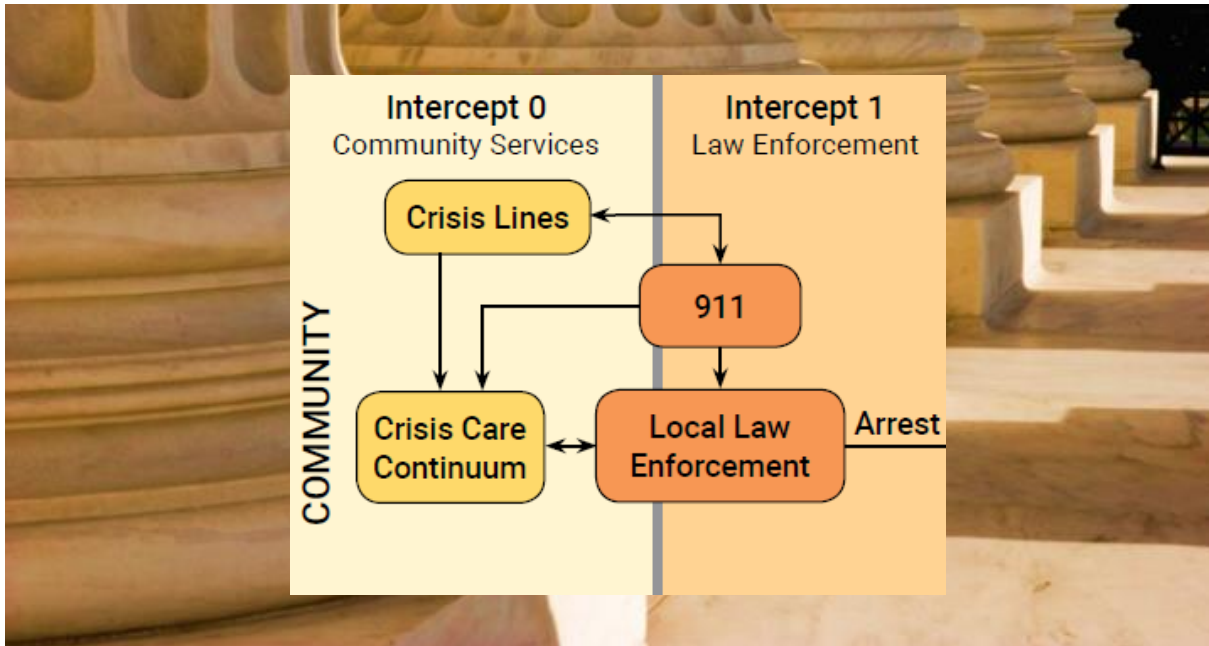 Intercept 0
Community Services
Intercept 1
Law Enforcement
Crisis Lines
911
COMMUNITY
Crisis Care
Continuum
Local Law
Enforcement
Arrest